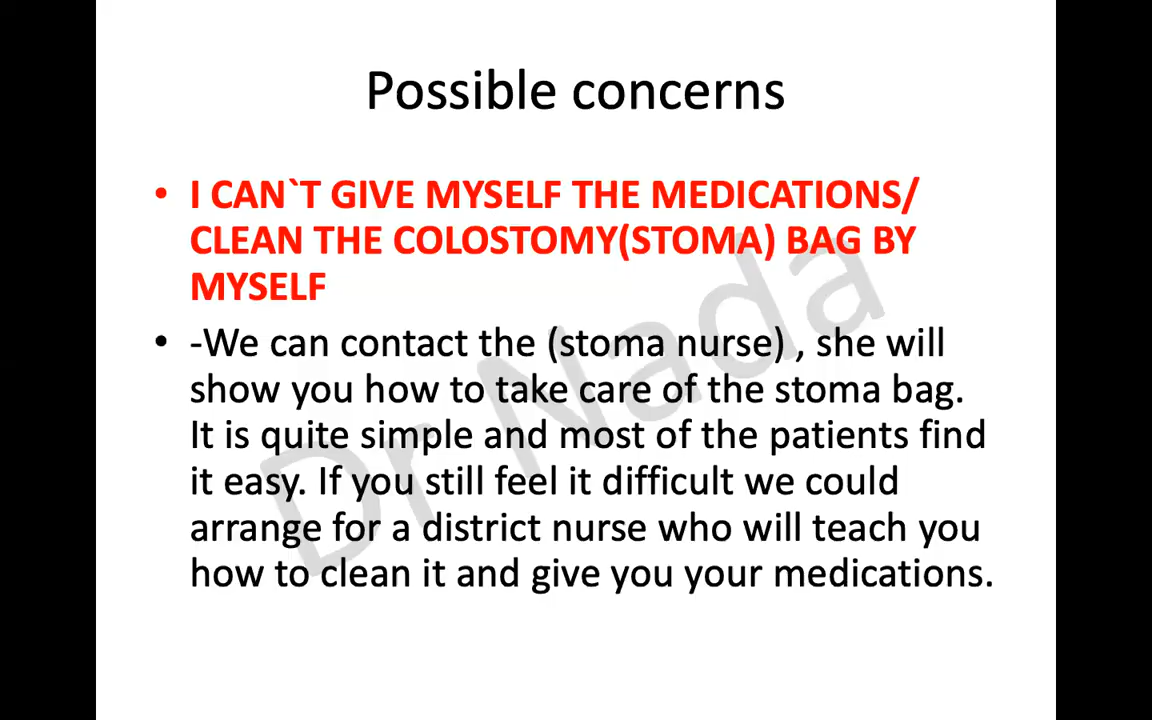 Possible concerns
• I CAN`T GIVE MYSELF THE MEDICATIONS/
CLEAN THE COLOSTOMY(STOMA) BAG BY
MYSELF
• -We can contact the (stoma nurse) , she will
show you how to take care of the stoma bag.
It is quite simple and most of the patients find
it easy. If you still feel it difficult we could
arrange for a district nurse who will teach you
how to clean it and give you your medications.
Dr Nada